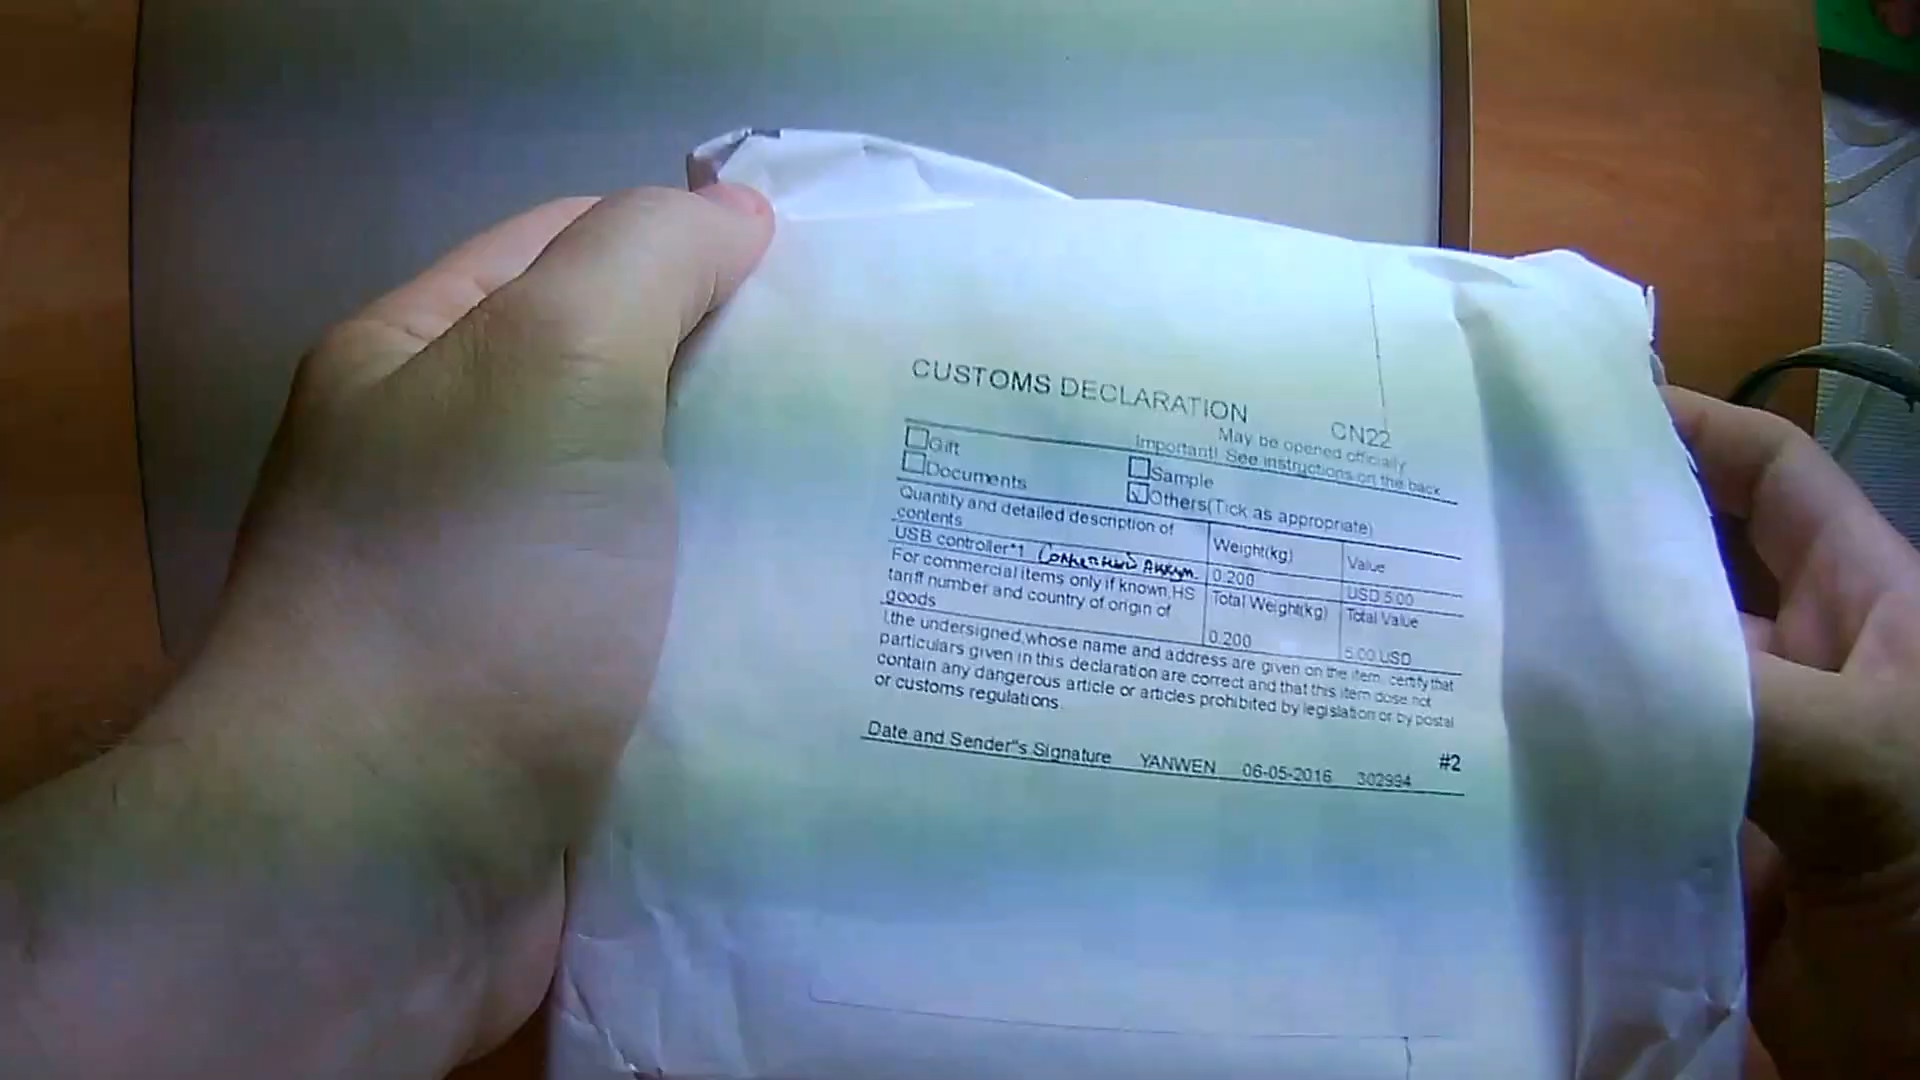 CUSTOMS DECLARATION
CN22
May be opened officially
Important! See instructions on the back
Gift
Documents
Sample
Others(Tick as appropriate)
Quantity and detailed description of
contents
Weight(kg)
Value
USB controller*1
0.200
USD 5.00
For commercial items only if known,HS
tariff number and country of origin of
goods
Total Weight(kg)
Total Value
0.200
5.00 USD
I,the undersigned,whose name and address are given on the item, certify that
particulars given in this declaration are correct and that this item dose not
contain any dangerous article or articles prohibited by legislation or by postal
or customs regulations.
#2
Date and Sender"s Signature YANWEN 06-05-2016 302994